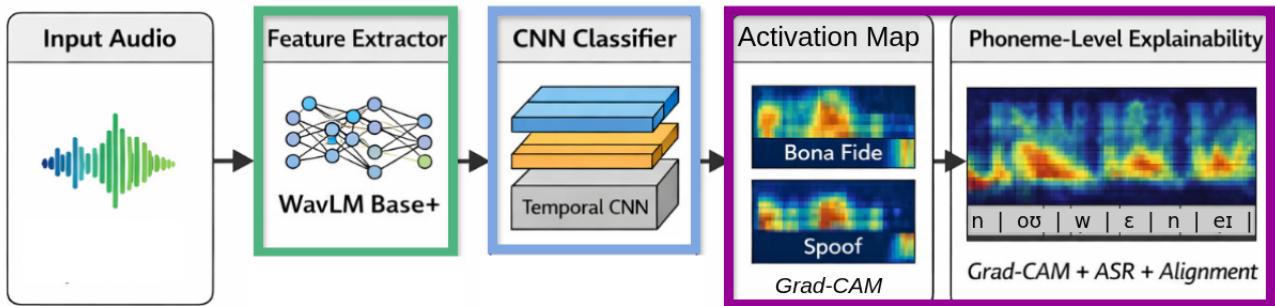 Input Audio
Feature Extractor
WavLM Base+
CNN Classifier
Temporal CNN
Activation Map
Bona Fide
Spoof
Grad-CAM
Phoneme-Level Explainability
n | oʊ | w | ɛ | n | eɪ |
Grad-CAM + ASR + Alignment